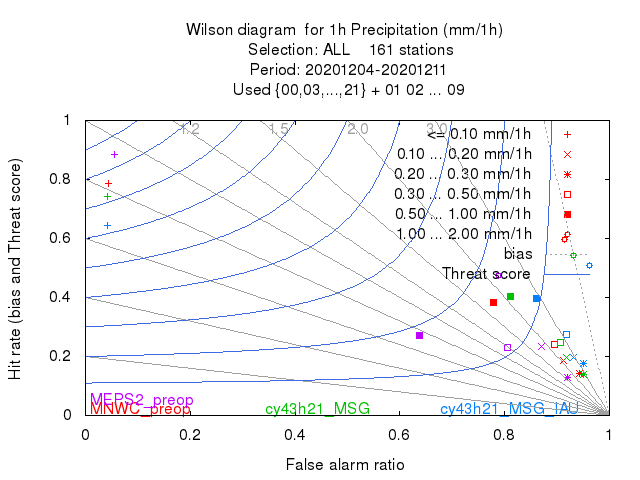 Wilson diagram  for 1h Precipitation (mm/1h)
Selection: ALL    161 stations
Period: 20201204-20201211
Used {00,03,...,21} + 01 02 ... 09
1.2 1.5 2.0 3.0
<= 0.10 mm/1h
0.10 ... 0.20 mm/1h
0.20 ... 0.30 mm/1h
0.30 ... 0.50 mm/1h
0.50 ... 1.00 mm/1h
1.00 ... 2.00 mm/1h
bias
Threat score
Hit rate (bias and Threat score)
1
0.8
0.6
0.4
0.2
0
MEPS2_preop
MNWC_preop cy43h21_MSG cy43h21_MSG_IAU
0 0.2 0.4 0.6 0.8 1
False alarm ratio